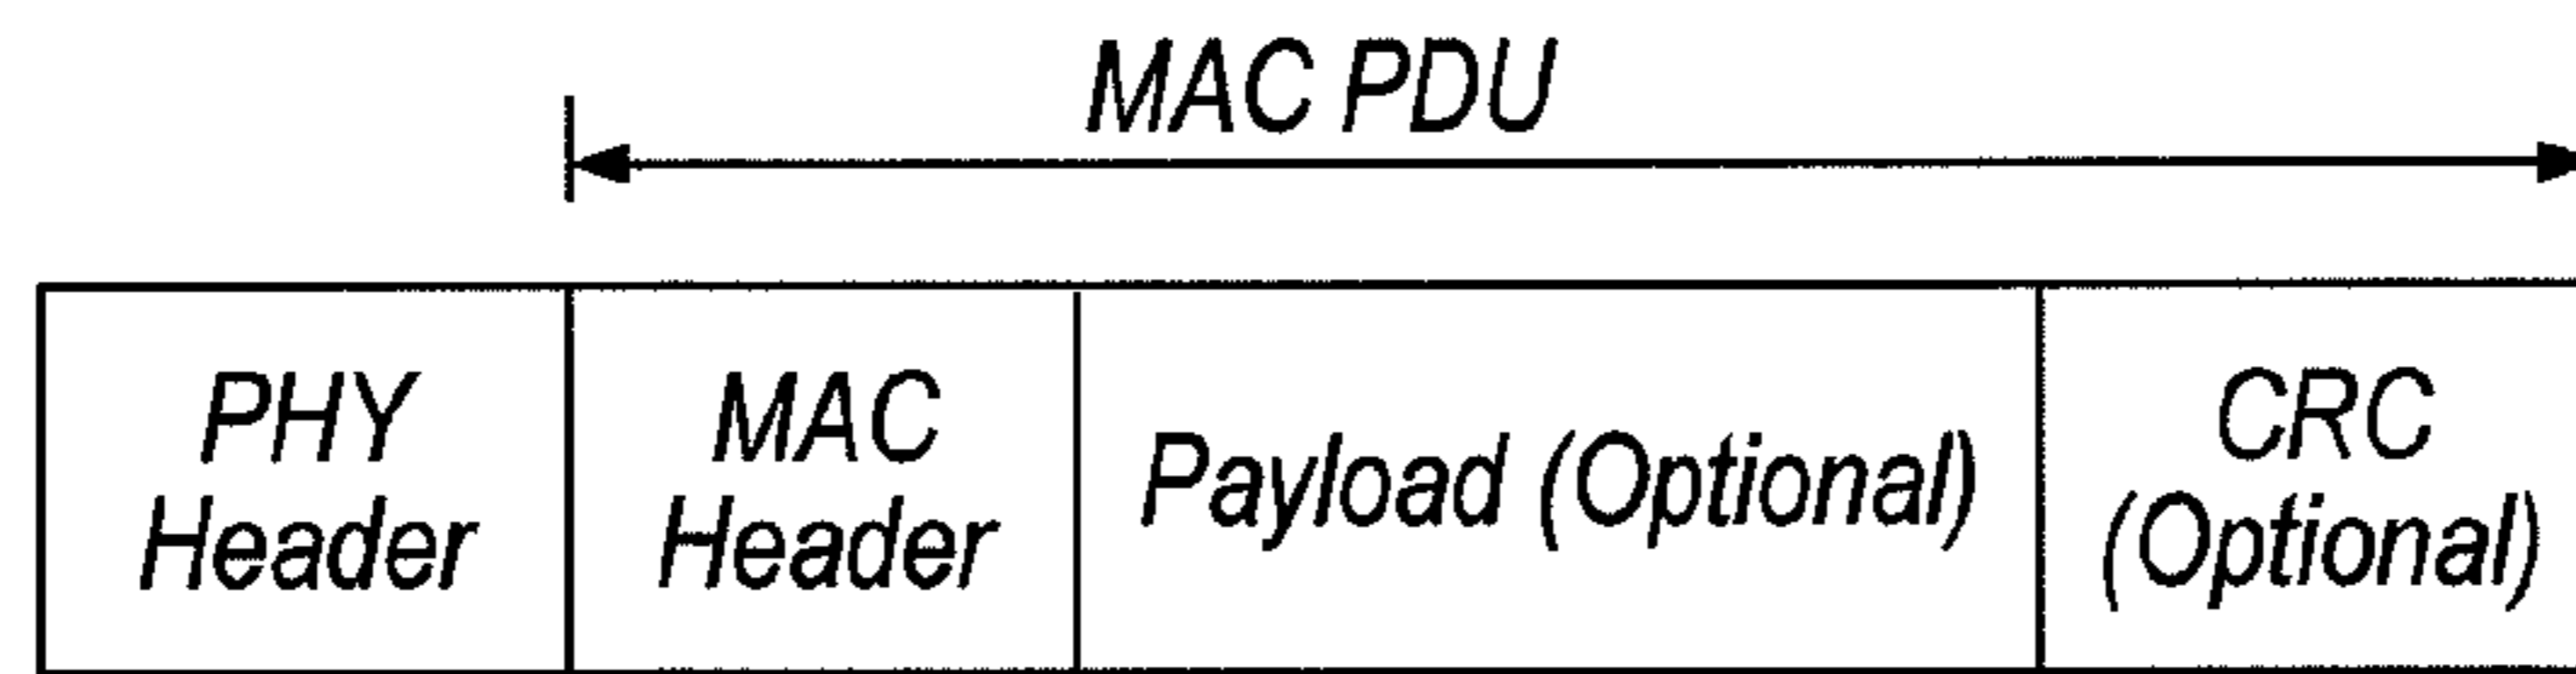 MAC PDU
PHY
Header
MAC
Header
Payload (Optional)
CRC
(Optional)